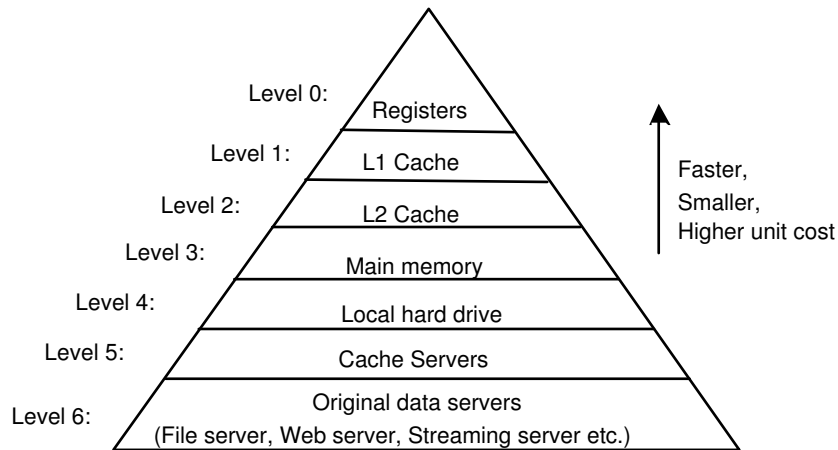 Level 0:
Registers
Level 1:
L1 Cache
Level 2:
L2 Cache
Level 3:
Main memory
Level 4:
Local hard drive
Level 5:
Cache Servers
Level 6:
Original data servers
(File server, Web server, Streaming server etc.)
Faster,
Smaller,
Higher unit cost